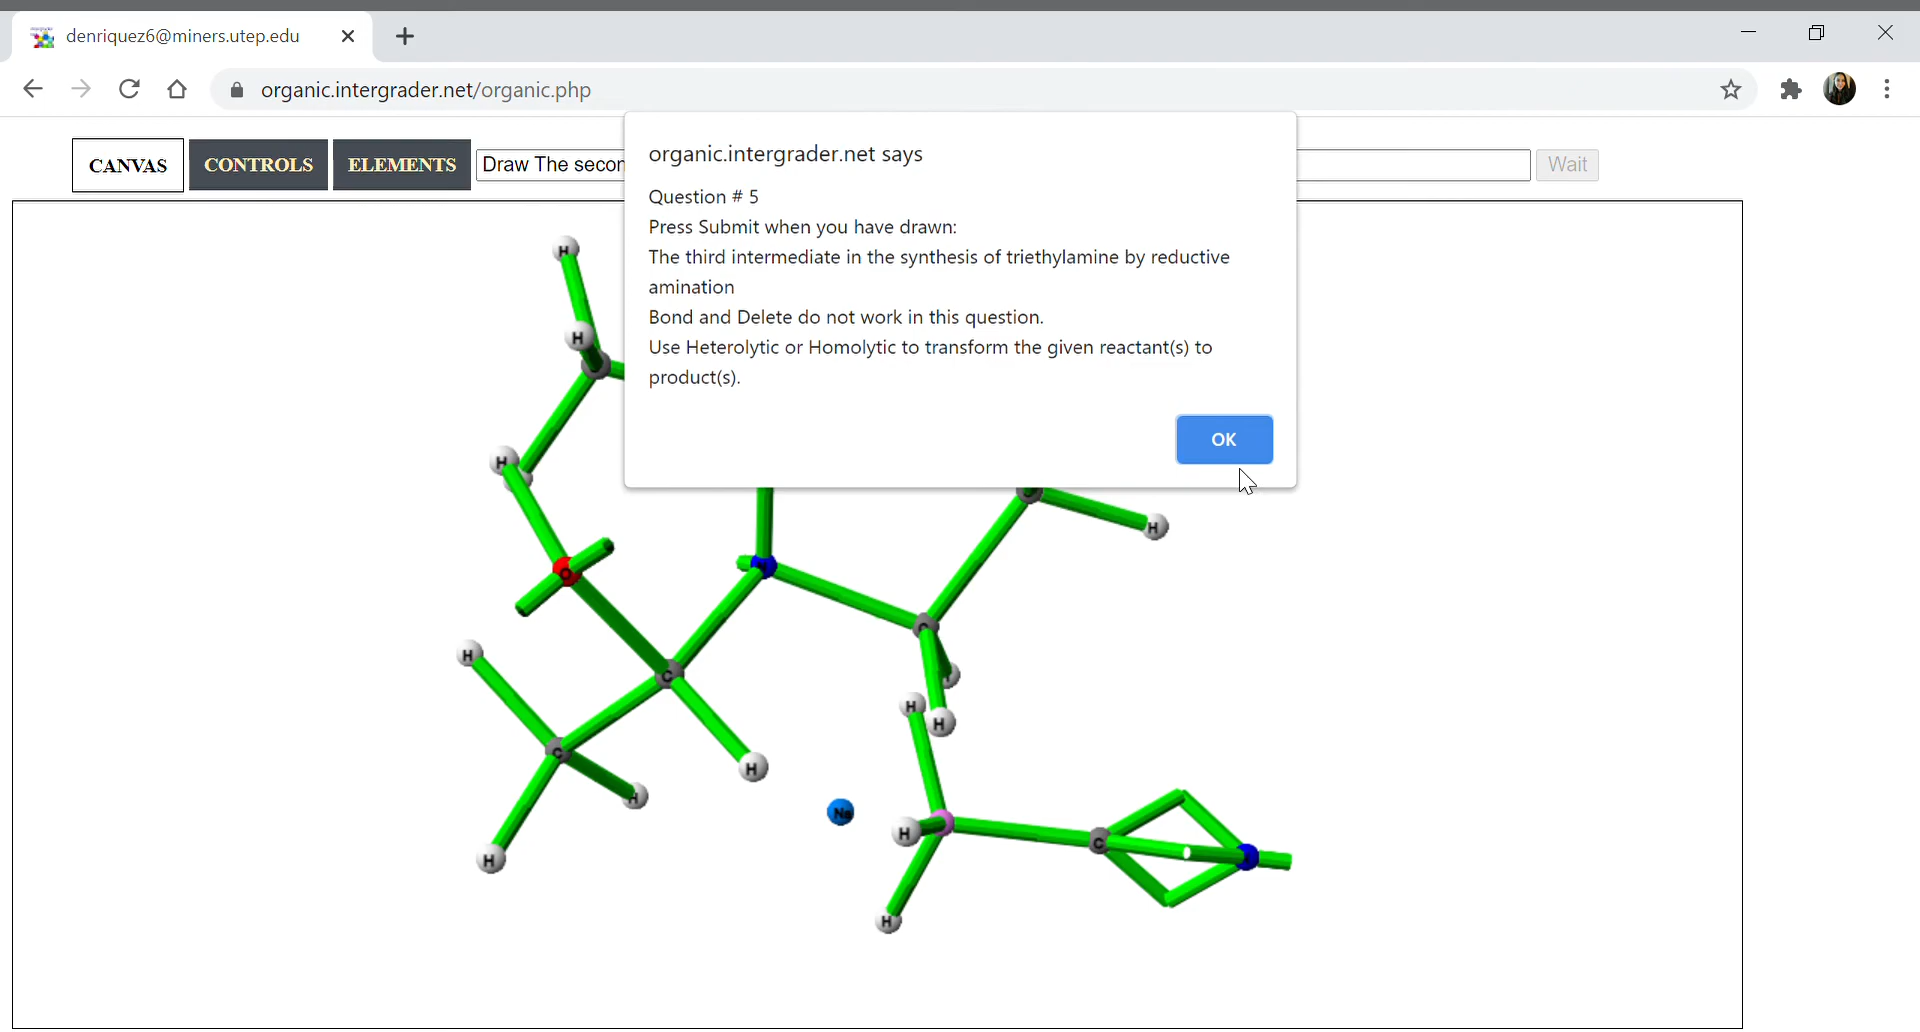 denriquez6@miners.utep.edu
organic.intergrader.net/organic.php
CANVAS CONTROLS ELEMENTS Draw The secon Wait
organic.intergrader.net says
Question # 5
Press Submit when you have drawn:
The third intermediate in the synthesis of triethylamine by reductive
amination
Bond and Delete do not work in this question.
Use Heterolytic or Homolytic to transform the given reactant(s) to
product(s).
OK
H
H
H
H
O
H
C
H
C
C
H
H
H
H
Na
H
C
H
H